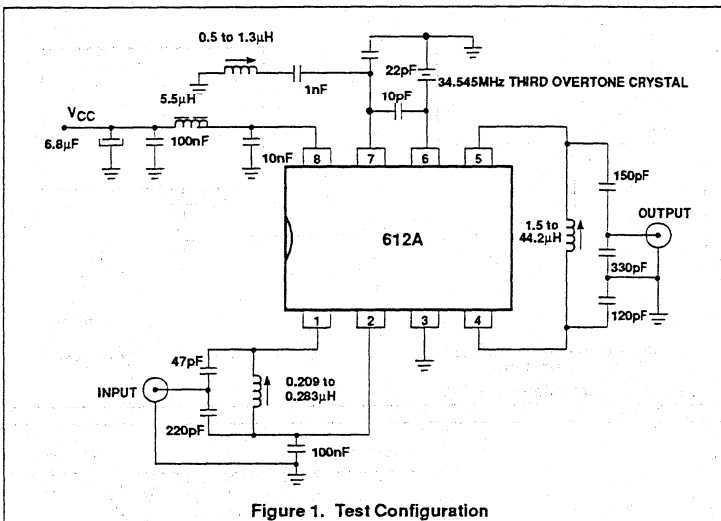 0.5 to 1.3µH
22pF
34.545MHz THIRD OVERTONE CRYSTAL
1nF
5.5µH
10pF
VCC
6.8µF
100nF
10nF
8
7
6
5
150pF
OUTPUT
612A
1.5 to
44.2µH
330pF
120pF
1
2
3
4
47pF
INPUT
0.209 to
0.283µH
220pF
100nF
Figure 1. Test Configuration